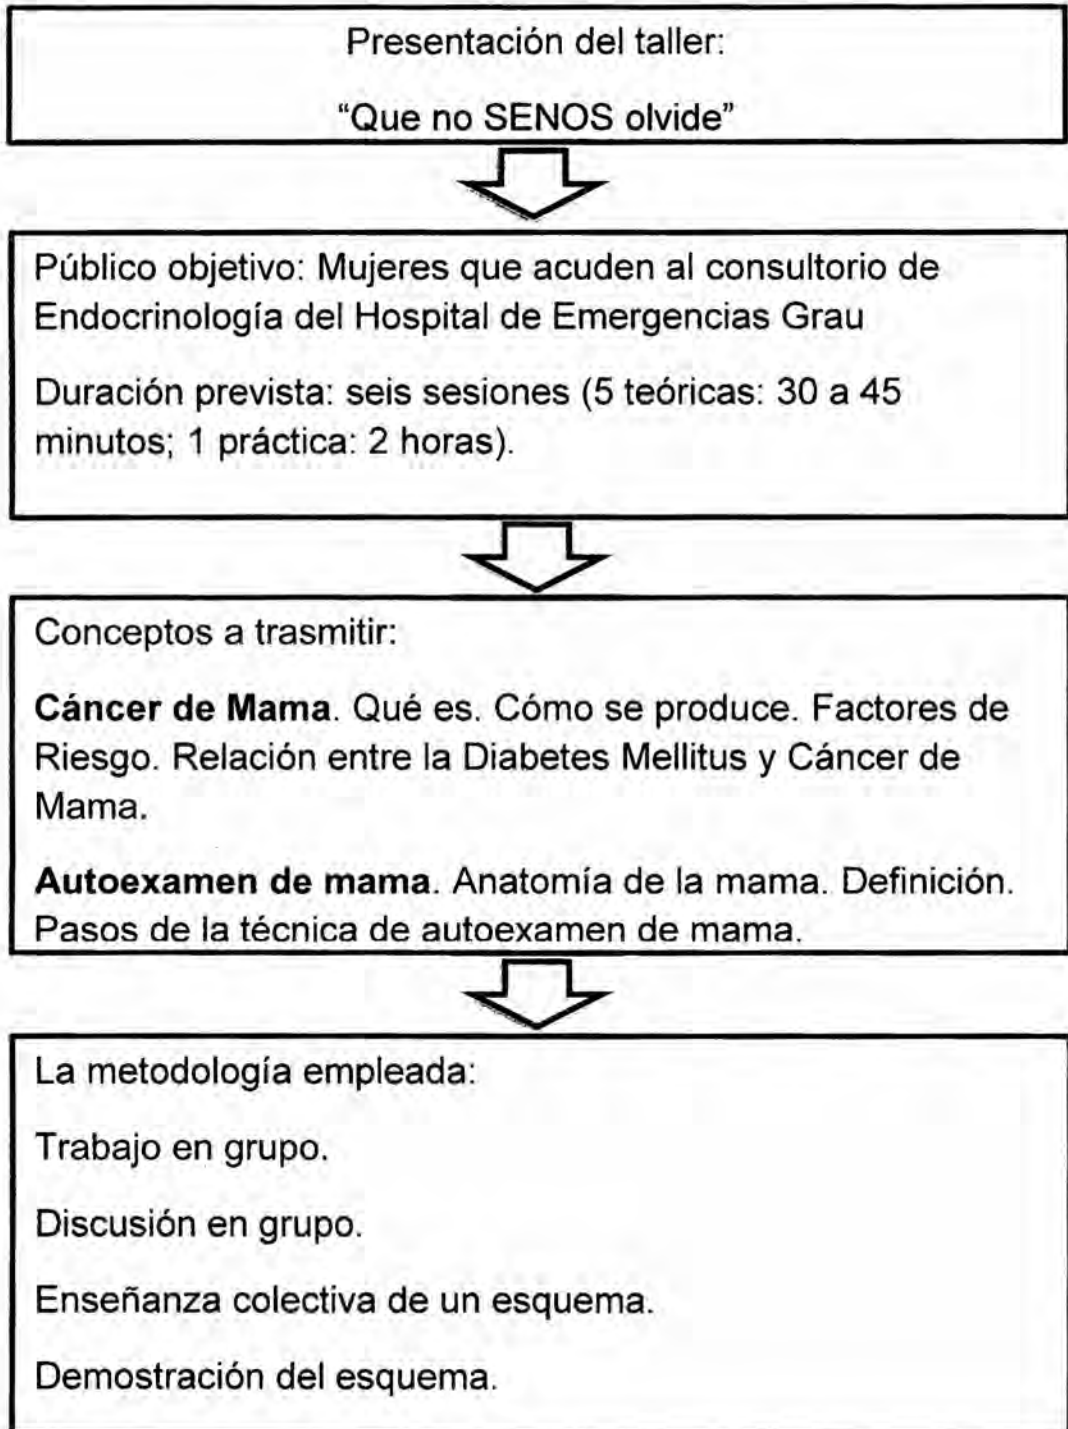 Presentación del taller:
“Que no SENOS olvide”
Público objetivo: Mujeres que acuden al consultorio de
Endocrinología del Hospital de Emergencias Grau
Duración prevista: seis sesiones (5 teóricas: 30 a 45
minutos; 1 práctica: 2 horas).
Conceptos a trasmitir:
Cáncer de Mama. Qué es. Cómo se produce. Factores de
Riesgo. Relación entre la Diabetes Mellitus y Cáncer de
Mama.
Autoexamen de mama. Anatomía de la mama. Definición.
Pasos de la técnica de autoexamen de mama.
La metodología empleada:
Trabajo en grupo.
Discusión en grupo.
Enseñanza colectiva de un esquema.
Demostración del esquema.